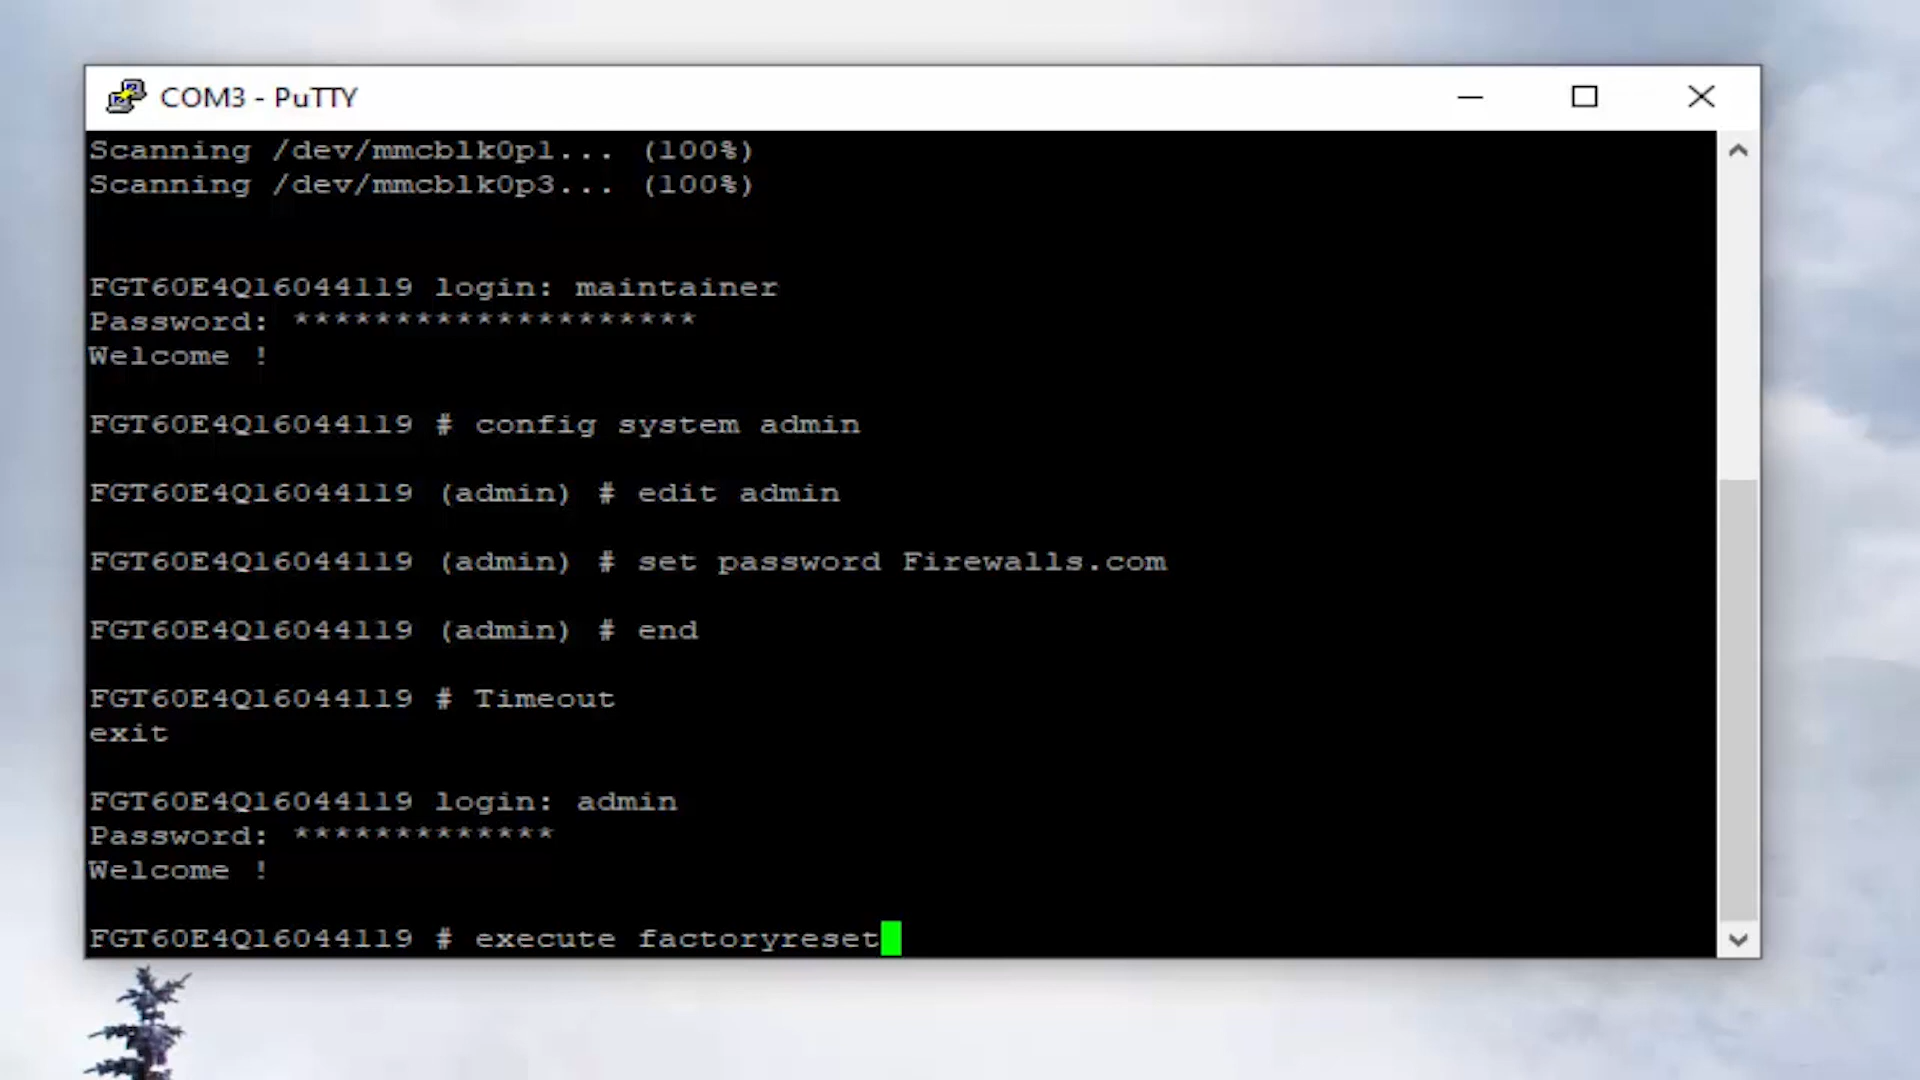 COM3 - PuTTY
Scanning /dev/mmcblk0p1... (100%)
Scanning /dev/mmcblk0p3... (100%)
FGT60E4Q16044119 login: maintainer
Password: ********************
Welcome !
FGT60E4Q16044119 # config system admin
FGT60E4Q16044119 (admin) # edit admin
FGT60E4Q16044119 (admin) # set password Firewalls.com
FGT60E4Q16044119 (admin) # end
FGT60E4Q16044119 # Timeout
exit
FGT60E4Q16044119 login: admin
Password: *************
Welcome !
FGT60E4Q16044119 # execute factoryreset